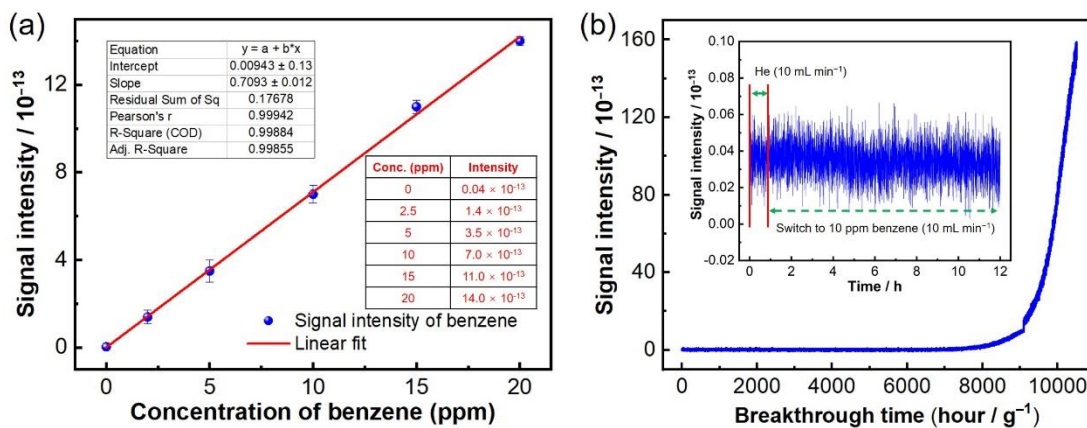 (a)
Signal intensity / 10⁻¹³
12
8
4
0
Equation y = a + b*x
Intercept 0.00943 ± 0.13
Slope 0.7093 ± 0.012
Residual Sum of Sq 0.17678
Pearson's r 0.99942
R-Square (COD) 0.99884
Adj. R-Square 0.99855
Conc. (ppm) Intensity
0 0.04 × 10⁻¹³
2.5 1.4 × 10⁻¹³
5 3.5 × 10⁻¹³
10 7.0 × 10⁻¹³
15 11.0 × 10⁻¹³
20 14.0 × 10⁻¹³
Signal intensity of benzene
Linear fit
0 5 10 15 20
Concentration of benzene (ppm)
(b)
Signal intensity / 10⁻¹³
160
120
80
40
0
Signal intensity / 10⁻¹³
0.10
0.08
0.06
0.04
0.02
0.00
-0.02
He (10 mL min⁻¹)
Switch to 10 ppm benzene (10 mL min⁻¹)
0 2 4 6 8 10 12
Time / h
0 2000 4000 6000 8000 10000
Breakthrough time (hour / g⁻¹)